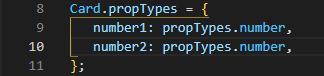 8 Card.propTypes = {
9 number1: propTypes.number,
10 number2: propTypes.number,
11 };